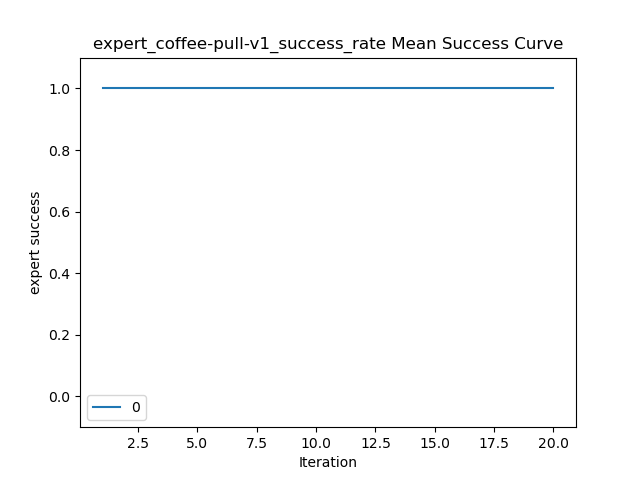 expert_coffee-pull-v1_success_rate Mean Success Curve
1.0
0.8
0.6
0.4
0.2
0.0
expert success
0
2.5 5.0 7.5 10.0 12.5 15.0 17.5 20.0
Iteration